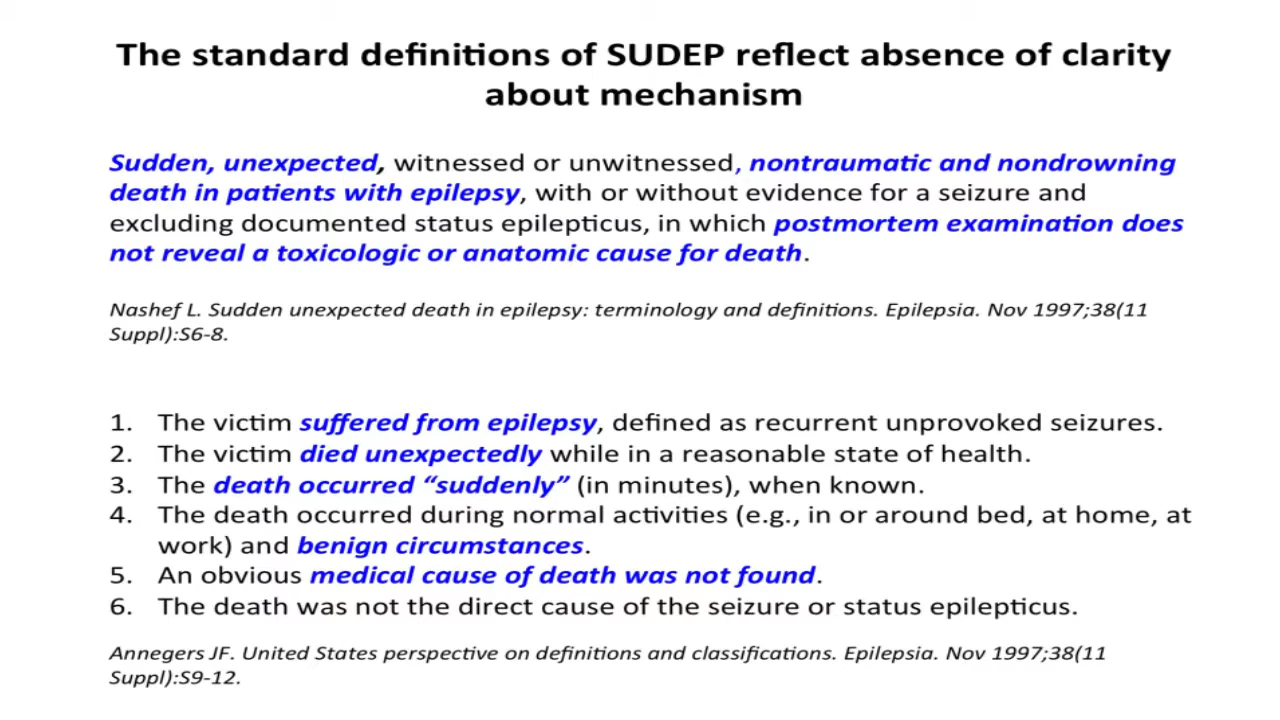 The standard definitions of SUDEP reflect absence of clarity
about mechanism
Sudden, unexpected, witnessed or unwitnessed, nontraumatic and nondrowning
death in patients with epilepsy, with or without evidence for a seizure and
excluding documented status epilepticus, in which postmortem examination does
not reveal a toxicologic or anatomic cause for death.
Nashef L. Sudden unexpected death in epilepsy: terminology and definitions. Epilepsia. Nov 1997;38(11
Suppl):S6-8.
1. The victim suffered from epilepsy, defined as recurrent unprovoked seizures.
2. The victim died unexpectedly while in a reasonable state of health.
3. The death occurred “suddenly” (in minutes), when known.
4. The death occurred during normal activities (e.g., in or around bed, at home, at
work) and benign circumstances.
5. An obvious medical cause of death was not found.
6. The death was not the direct cause of the seizure or status epilepticus.
Annegers JF. United States perspective on definitions and classifications. Epilepsia. Nov 1997;38(11
Suppl):S9-12.